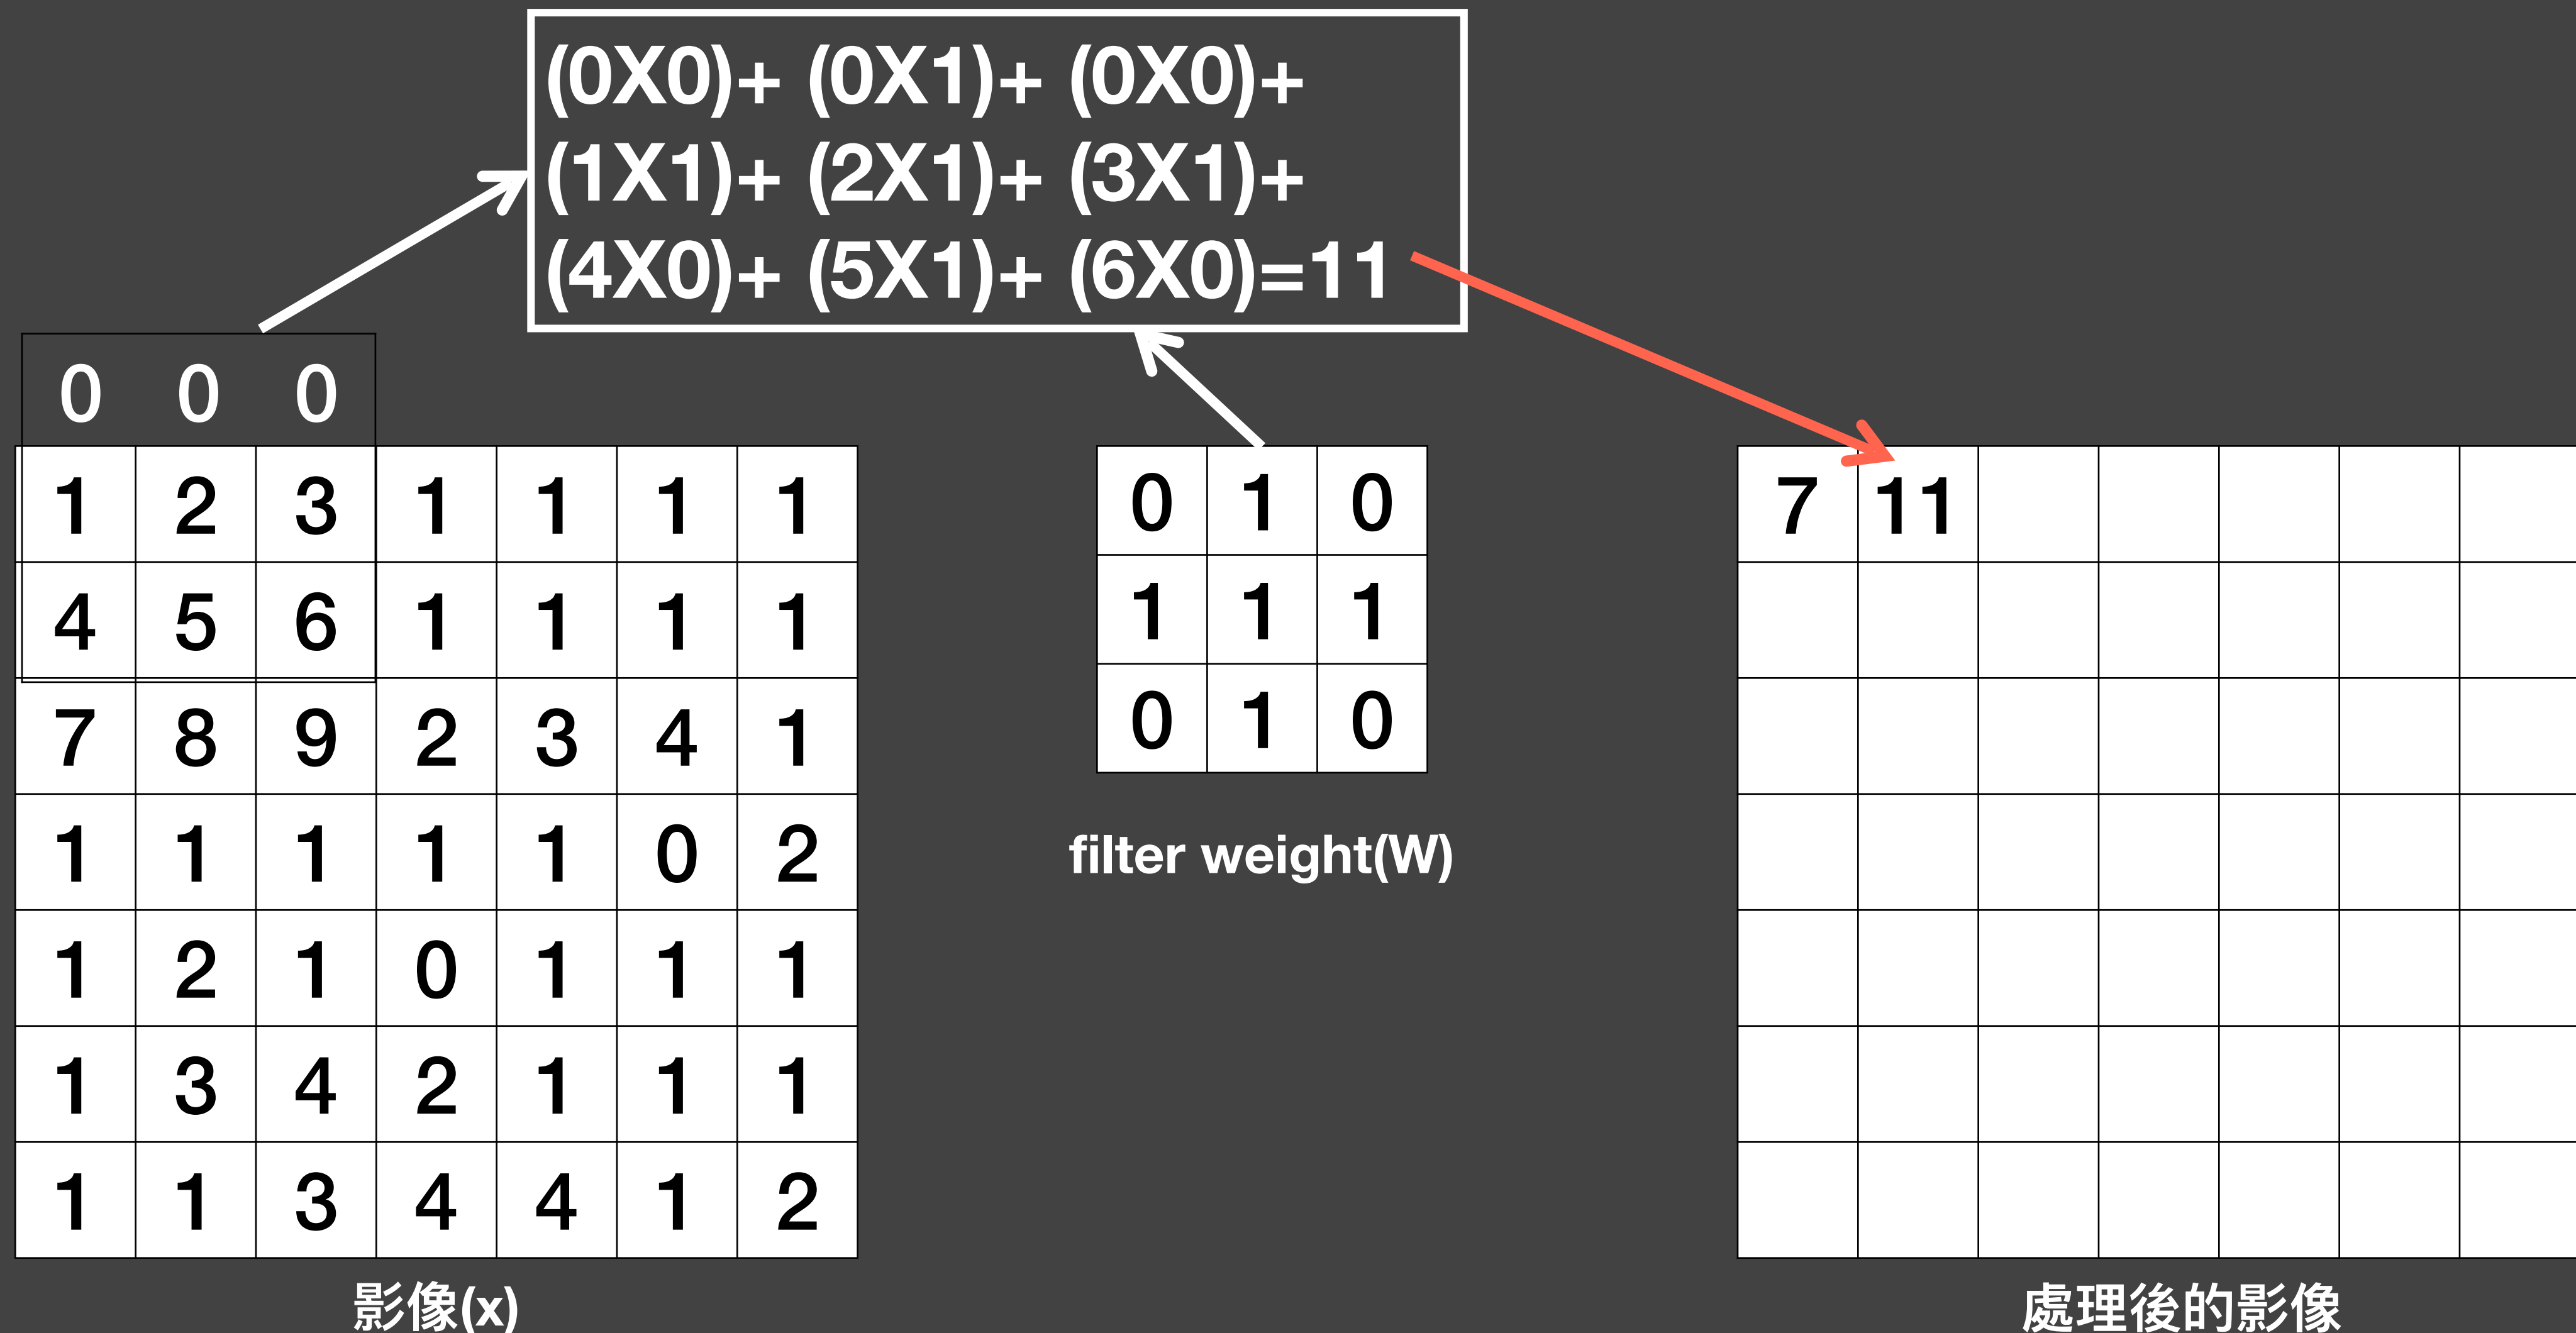 (0X0)+ (0X1)+ (0X0)+
(1X1)+ (2X1)+ (3X1)+
(4X0)+ (5X1)+ (6X0)=11
0 0 0
1 2 3 1 1 1 1
4 5 6 1 1 1 1
7 8 9 2 3 4 1
1 1 1 1 1 0 2
1 2 1 0 1 1 1
1 3 4 2 1 1 1
1 1 3 4 4 1 2
影像(x)
0 1 0
1 1 1
0 1 0
filter weight(W)
7 11
處理後的影像